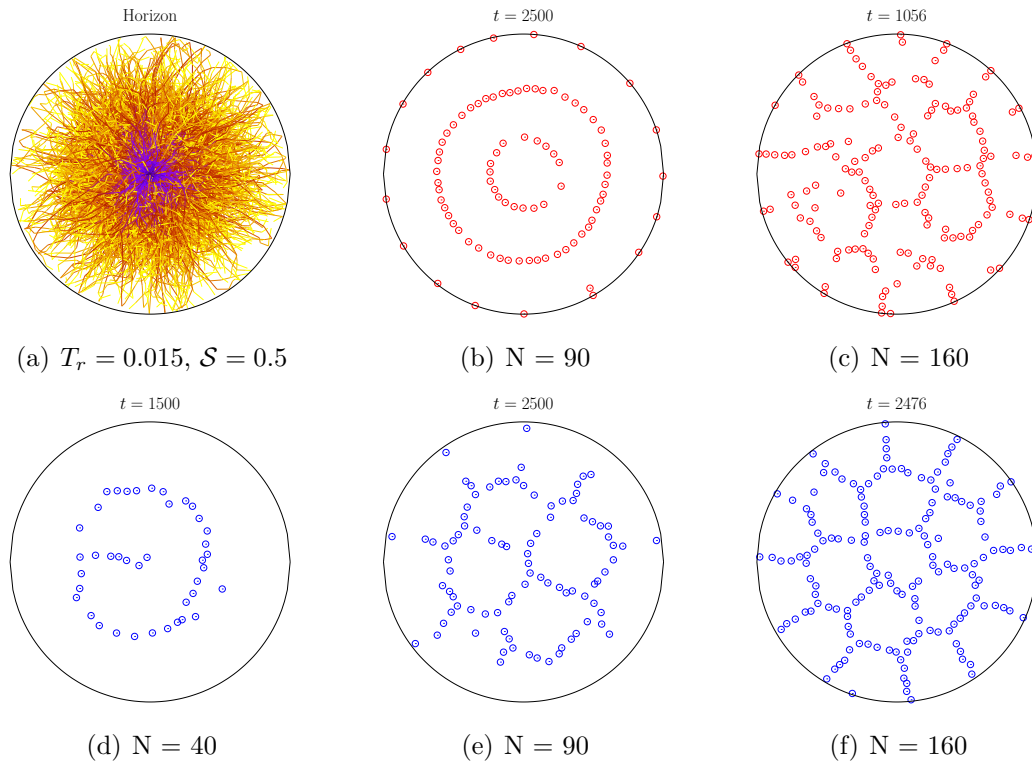 Horizon
t = 2500
t = 1056
(a) T_r = 0.015, 𝒮 = 0.5
(b) N = 90
(c) N = 160
t = 1500
t = 2500
t = 2476
(d) N = 40
(e) N = 90
(f) N = 160